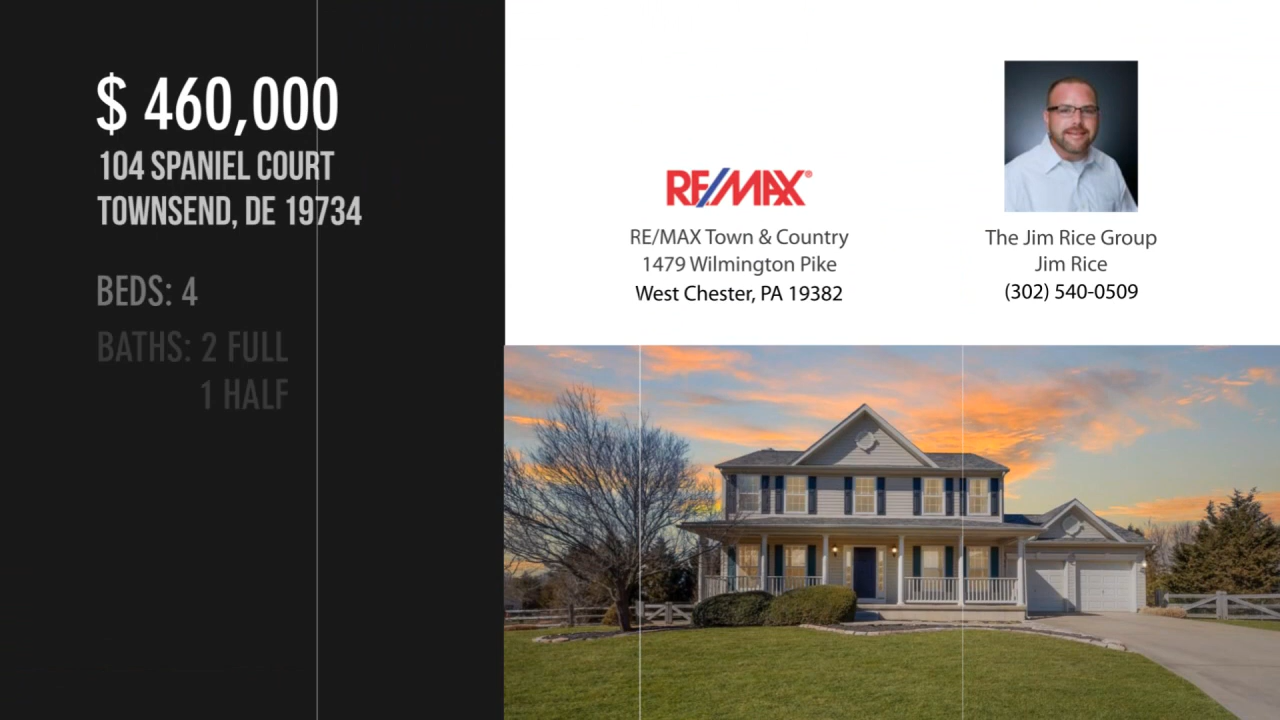 $ 460,000
104 SPANIEL COURT
TOWNSEND, DE 19734
BEDS: 4
BATHS: 2 FULL
1 HALF
RE/MAX®
RE/MAX Town & Country
1479 Wilmington Pike
West Chester, PA 19382
The Jim Rice Group
Jim Rice
(302) 540-0509